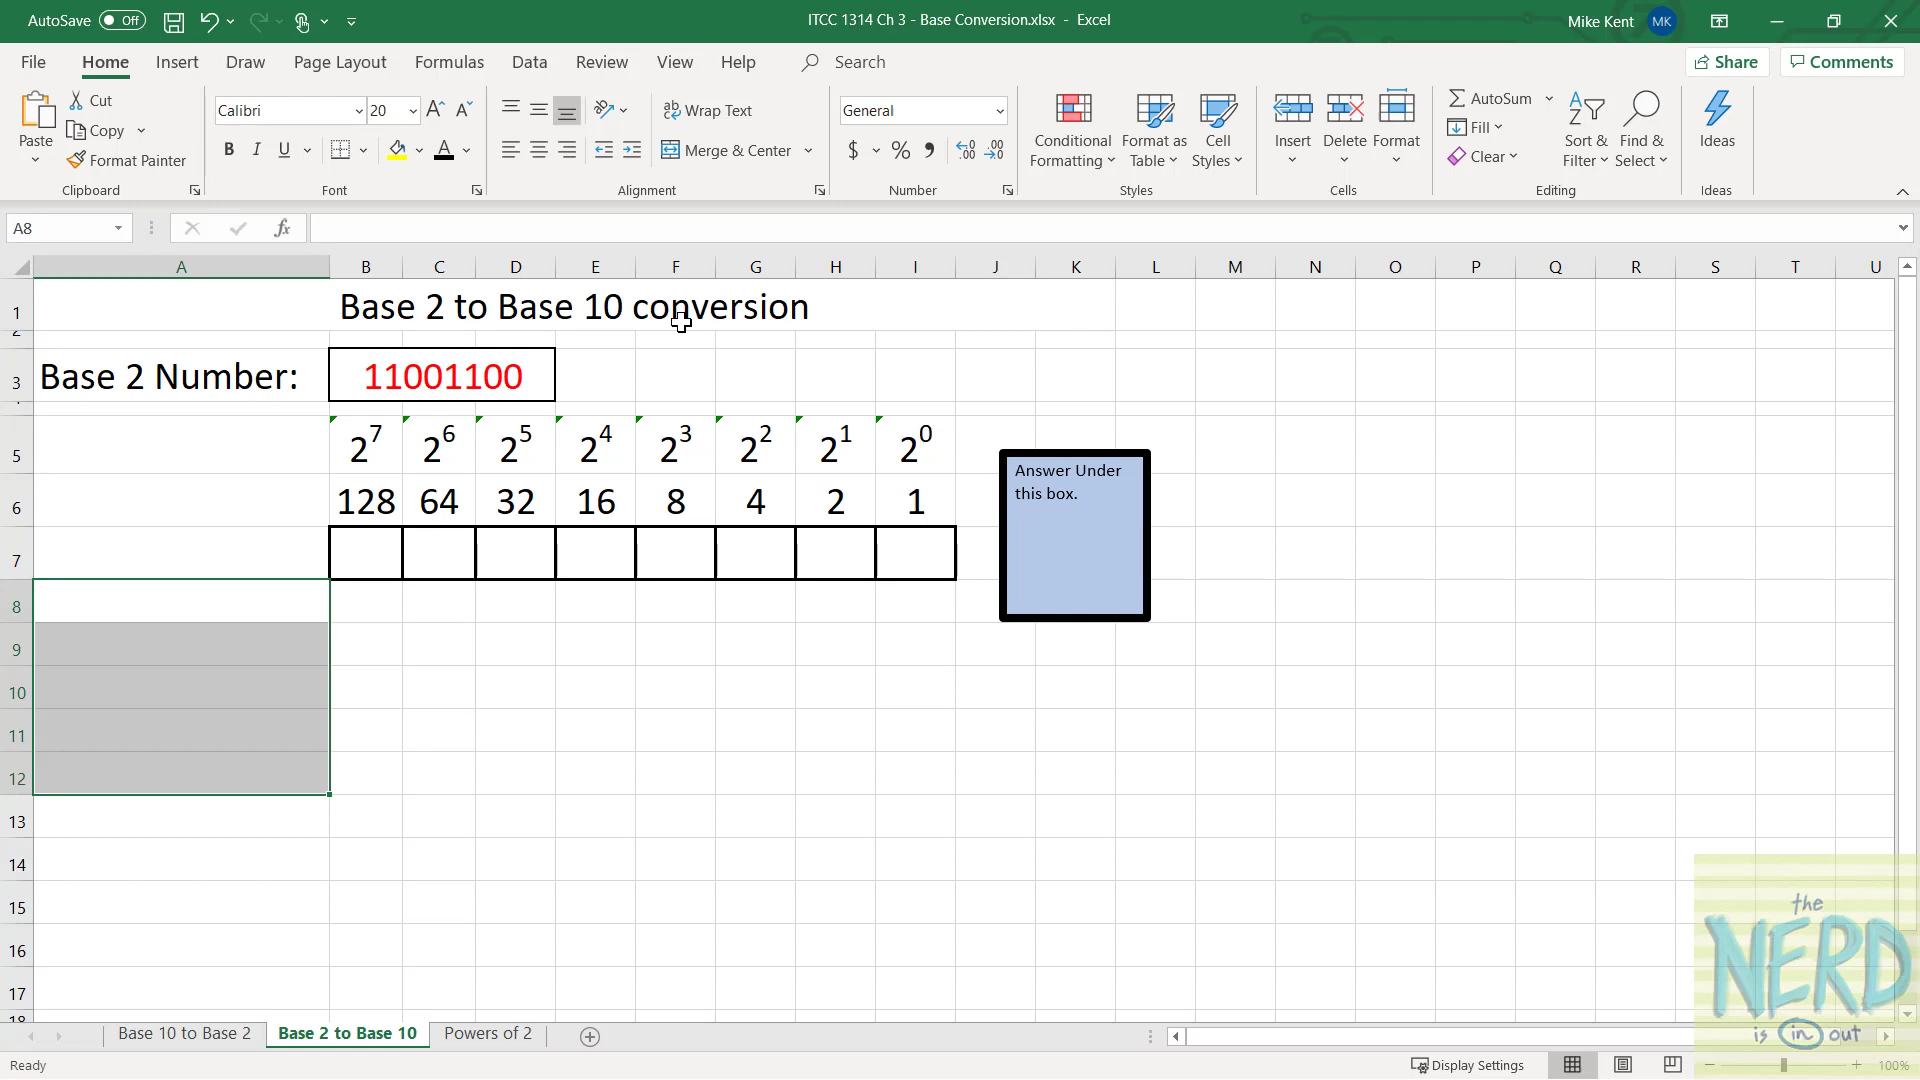 AutoSave Off ITCC 1314 Ch 3 - Base Conversion.xlsx - Excel Mike Kent MK
File Home Insert Draw Page Layout Formulas Data Review View Help Search Share Comments
Paste Cut Copy Format Painter Clipboard
Calibri 20 B I U A Font
ab Wrap Text Merge & Center Alignment
General $ % , Number
Conditional Formatting Format as Table Cell Styles Styles
Insert Delete Format Cells
AutoSum Fill Clear Sort & Filter Find & Select Editing
Ideas Ideas
A8 fx
A B C D E F G H I J K L M N O P Q R S T U
1 Base 2 to Base 10 conversion
2
3 Base 2 Number: 11001100
5 2⁷ 2⁶ 2⁵ 2⁴ 2³ 2² 2¹ 2⁰
Answer Under
this box.
6 128 64 32 16 8 4 2 1
7
8
9
10
11
12
13
14
15
16
17
18
the
NERD
is in out
Base 10 to Base 2 Base 2 to Base 10 Powers of 2
Ready Display Settings 100%